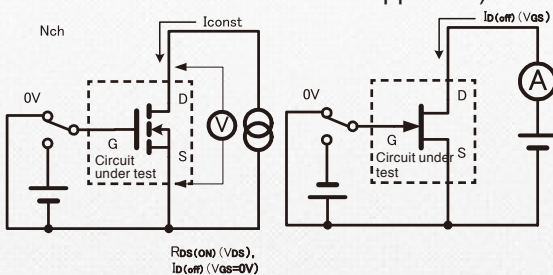 Nch
Iconst
0V
D
G
S
V
Circuit
under test
RDS(ON) (VDS),
ID(off) (VGS=0V)
ID(off) (VGS)
0V
D
G
S
A
Circuit under
test